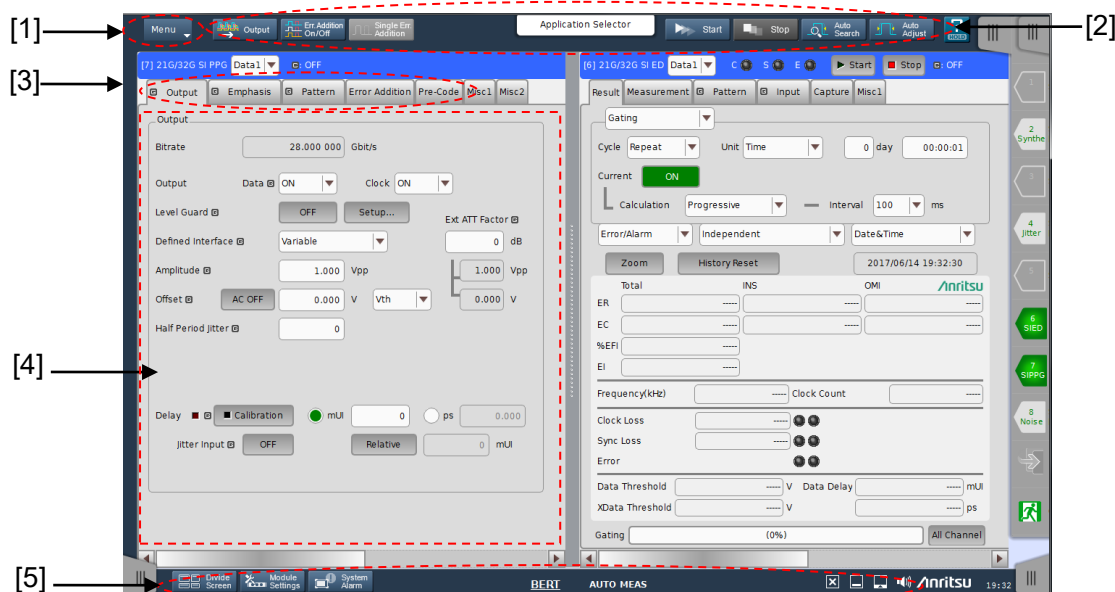 [1]
Menu
Output
Err.Addition
On/Off
Single Err.
Addition
Application Selector
Start
Stop
Auto
Search
Auto
Adjust
HOLD
[2]
[7] 21G/32G SI PPG Data1 OFF
[3]
Output Emphasis Pattern Error Addition Pre-Code Misc1 Misc2
Output
Bitrate 28.000 000 Gbit/s
Output Data ON Clock ON
Level Guard OFF Setup... Ext ATT Factor
Defined Interface Variable 0 dB
Amplitude 1.000 Vpp 1.000 Vpp
Offset AC OFF 0.000 V Vth 0.000 V
Half Period Jitter 0
[4]
Delay Calibration mUI 0 ps 0.000
Jitter Input OFF Relative 0 mUI
[6] 21G/32G SI ED Data1 C S E Start Stop OFF
Result Measurement Pattern Input Capture Misc1
Gating
Cycle Repeat Unit Time 0 day 00:00:01
Current ON
Calculation Progressive Interval 100 ms
Error/Alarm Independent Date&Time
Zoom History Reset 2017/06/14 19:32:30
Total INS OMI Anritsu
ER ----- ----- -----
EC ----- ----- -----
%EFI -----
EI -----
Frequency(kHz) ----- Clock Count -----
Clock Loss -----
Sync Loss -----
Error
Data Threshold ----- V Data Delay ----- mUI
XData Threshold ----- V ----- ps
Gating (0%) All Channel
1
2
Synthe
3
4
Jitter
5
6
SIED
7
SIPPG
8
Noise
[5]
Divide
Screen
Module
Settings
System
Alarm
BERT AUTO MEAS
Anritsu 19:32